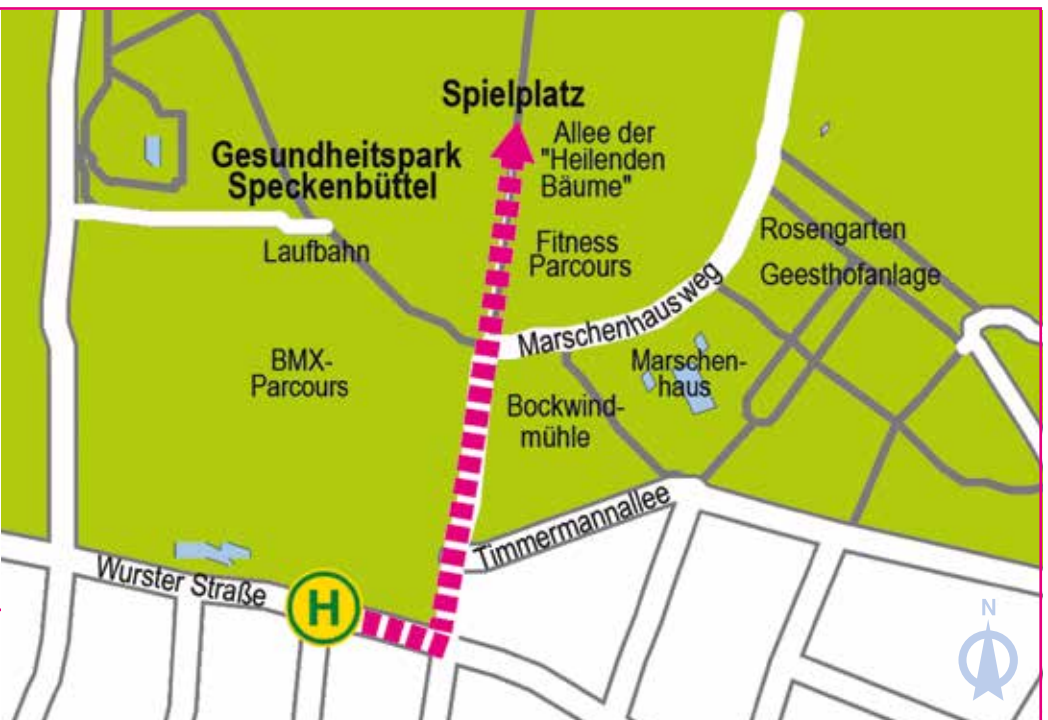 Spielplatz
Allee der
"Heilenden
Bäume"
Gesundheitspark
Speckenbüttel
Laufbahn
Fitness
Parcours
Rosengarten
Geesthofanlage
Marschenhausweg
BMX-
Parcours
Marschen-
haus
Bockwind-
mühle
Timmermannallee
Wurster Straße
H
N